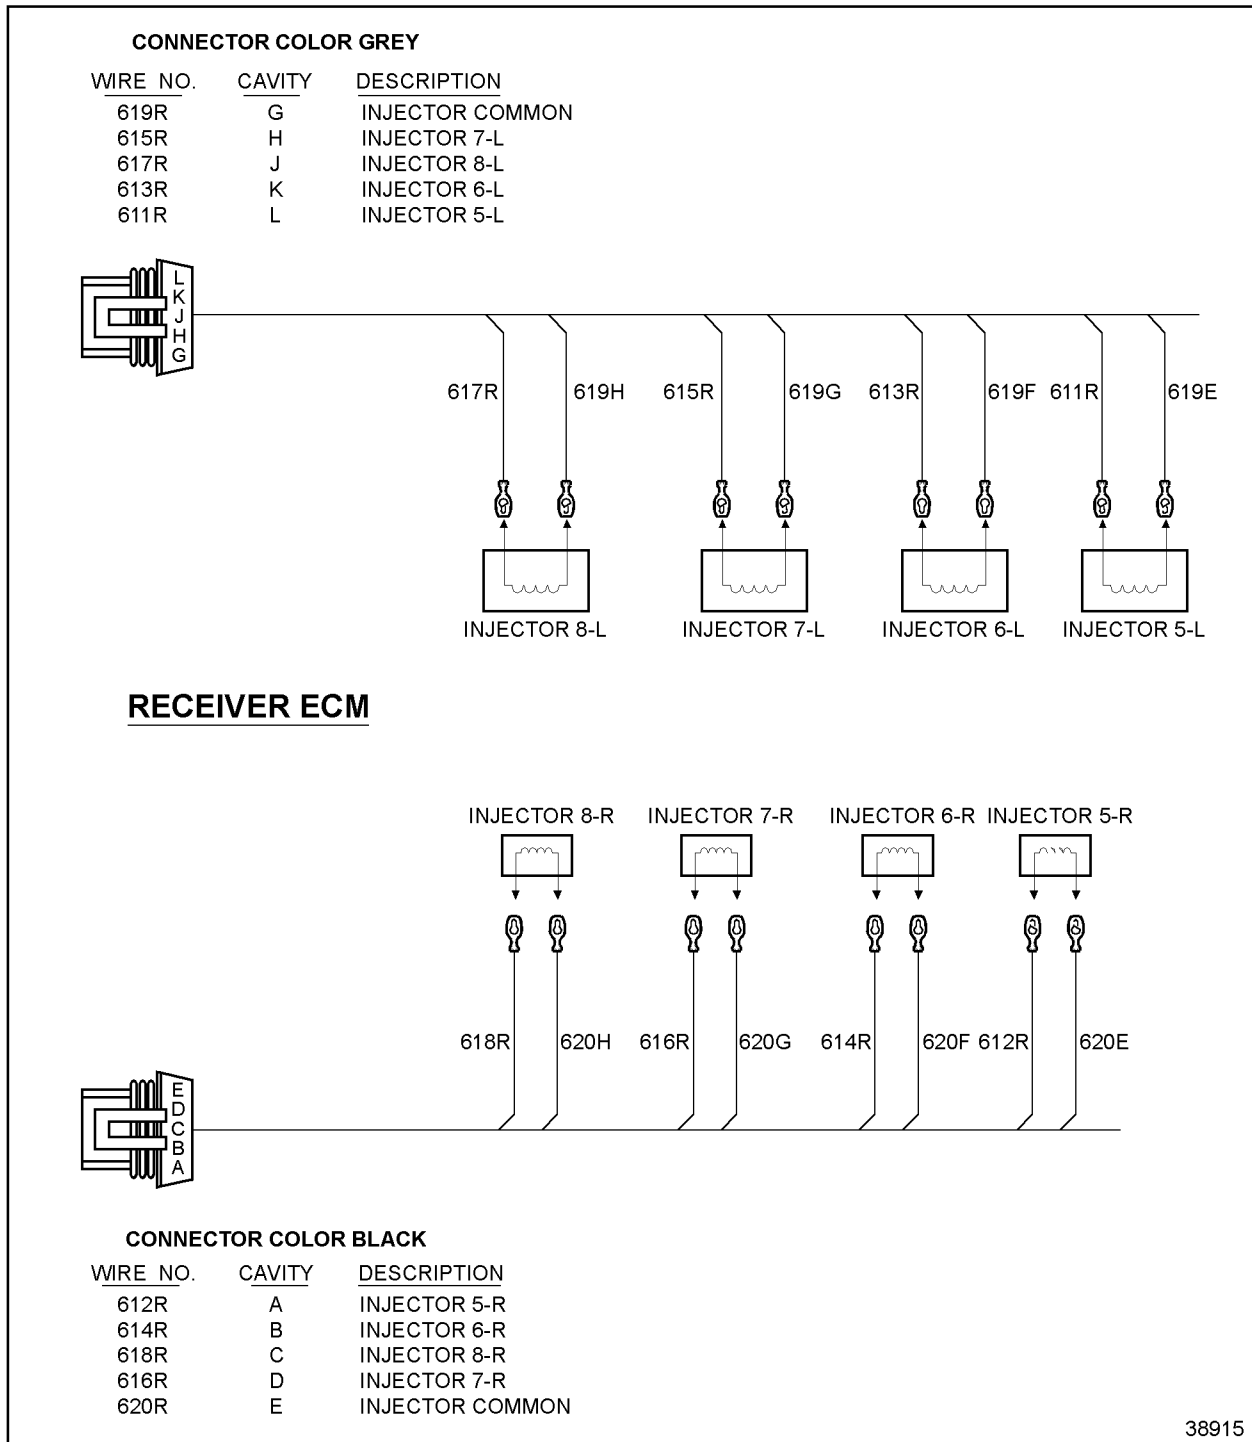 CONNECTOR COLOR GREY
WIRE NO. CAVITY DESCRIPTION
619R G INJECTOR COMMON
615R H INJECTOR 7-L
617R J INJECTOR 8-L
613R K INJECTOR 6-L
611R L INJECTOR 5-L
L
K
J
H
G
617R 619H 615R 619G 613R 619F 611R 619E
INJECTOR 8-L INJECTOR 7-L INJECTOR 6-L INJECTOR 5-L
RECEIVER ECM
INJECTOR 8-R INJECTOR 7-R INJECTOR 6-R INJECTOR 5-R
618R 620H 616R 620G 614R 620F 612R 620E
E
D
C
B
A
CONNECTOR COLOR BLACK
WIRE NO. CAVITY DESCRIPTION
612R A INJECTOR 5-R
614R B INJECTOR 6-R
618R C INJECTOR 8-R
616R D INJECTOR 7-R
620R E INJECTOR COMMON
38915